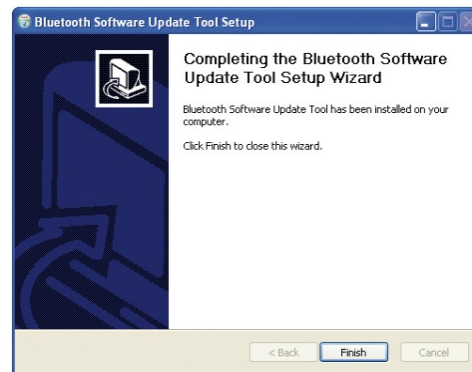 Bluetooth Software Update Tool Setup
Completing the Bluetooth Software
Update Tool Setup Wizard
Bluetooth Software Update Tool has been installed on your
computer.
Click Finish to close this wizard.
< Back
Finish
Cancel